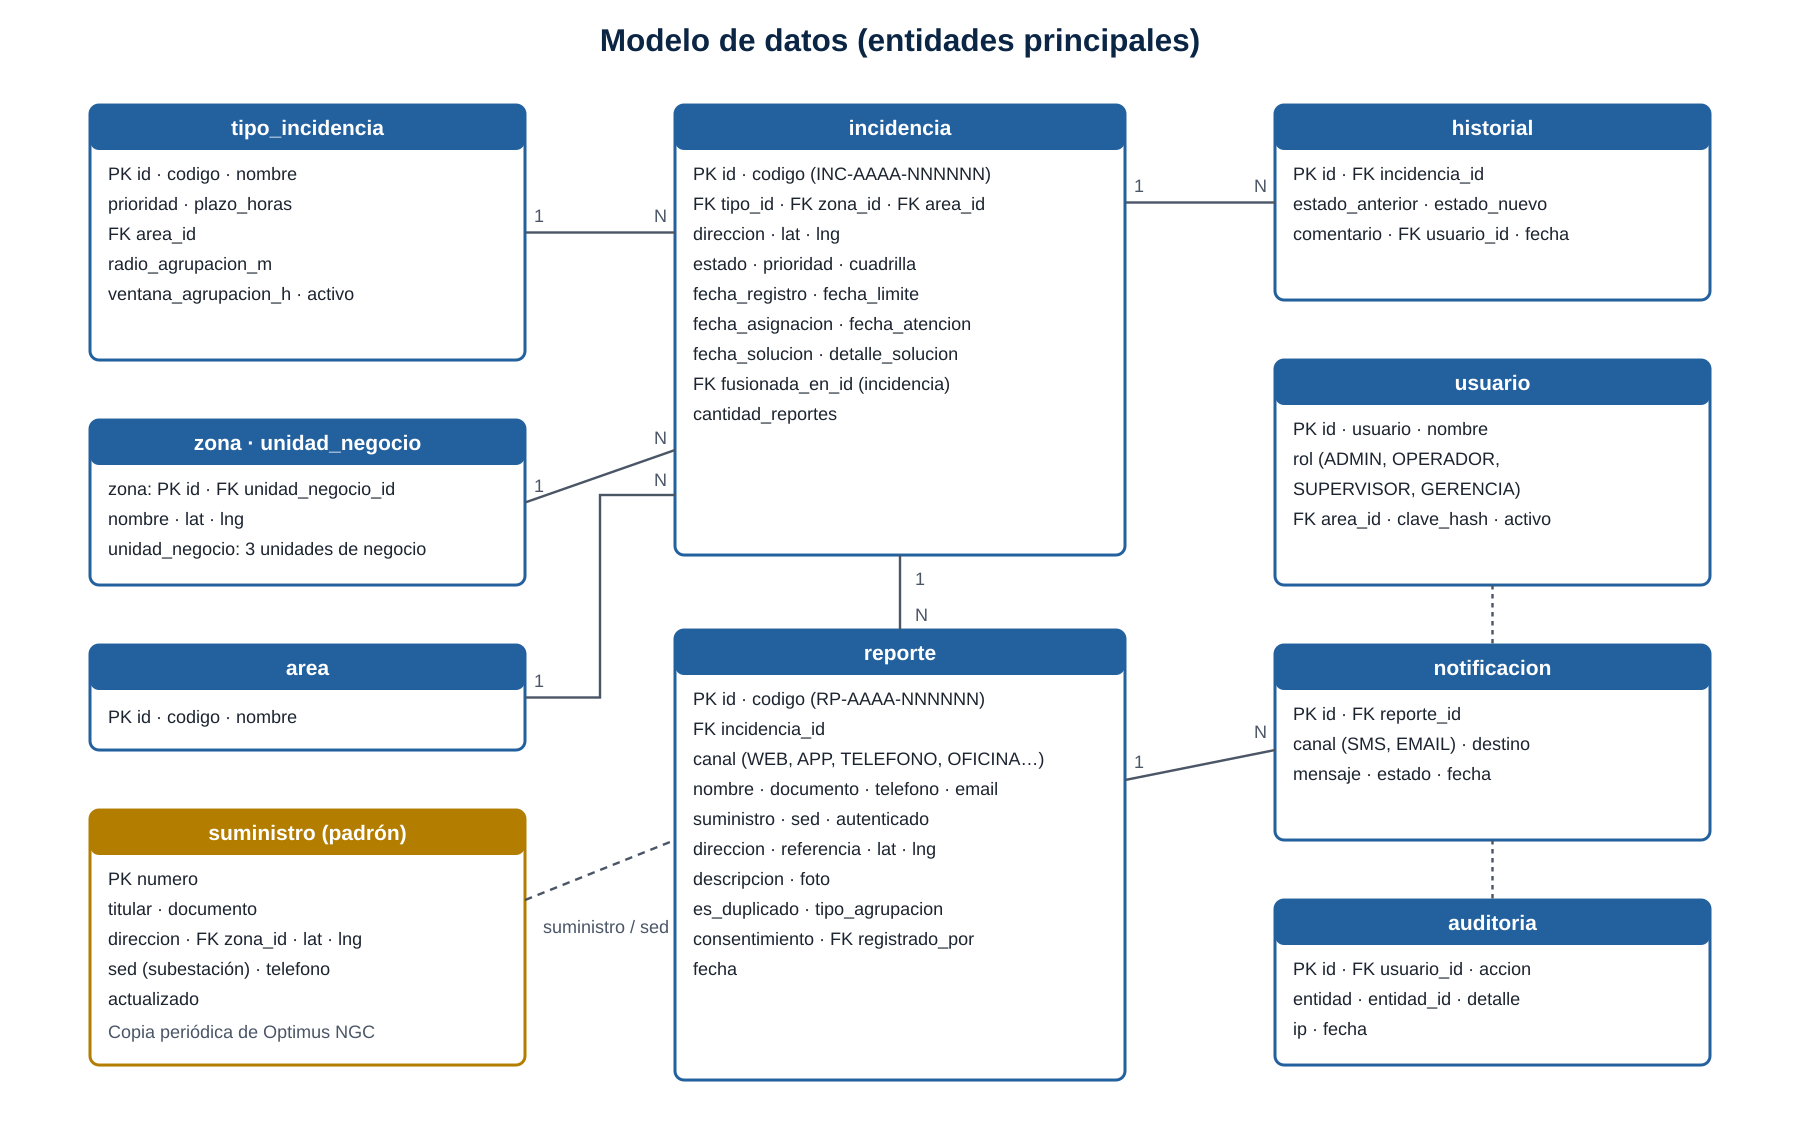 Modelo de datos (entidades principales)
tipo_incidencia
PK id · codigo · nombre
prioridad · plazo_horas
FK area_id
radio_agrupacion_m
ventana_agrupacion_h · activo
1
N
incidencia
PK id · codigo (INC-AAAA-NNNNNN)
FK tipo_id · FK zona_id · FK area_id
direccion · lat · lng
estado · prioridad · cuadrilla
fecha_registro · fecha_limite
fecha_asignacion · fecha_atencion
fecha_solucion · detalle_solucion
FK fusionada_en_id (incidencia)
cantidad_reportes
1
N
historial
PK id · FK incidencia_id
estado_anterior · estado_nuevo
comentario · FK usuario_id · fecha
zona · unidad_negocio
zona: PK id · FK unidad_negocio_id
nombre · lat · lng
unidad_negocio: 3 unidades de negocio
1
N
N
usuario
PK id · usuario · nombre
rol (ADMIN, OPERADOR,
SUPERVISOR, GERENCIA)
FK area_id · clave_hash · activo
area
PK id · codigo · nombre
1
1
N
reporte
PK id · codigo (RP-AAAA-NNNNNN)
FK incidencia_id
canal (WEB, APP, TELEFONO, OFICINA…)
nombre · documento · telefono · email
suministro · sed · autenticado
direccion · referencia · lat · lng
descripcion · foto
es_duplicado · tipo_agrupacion
consentimiento · FK registrado_por
fecha
1
N
notificacion
PK id · FK reporte_id
canal (SMS, EMAIL) · destino
mensaje · estado · fecha
suministro (padrón)
PK numero
titular · documento
direccion · FK zona_id · lat · lng
sed (subestación) · telefono
actualizado
Copia periódica de Optimus NGC
suministro / sed
auditoria
PK id · FK usuario_id · accion
entidad · entidad_id · detalle
ip · fecha